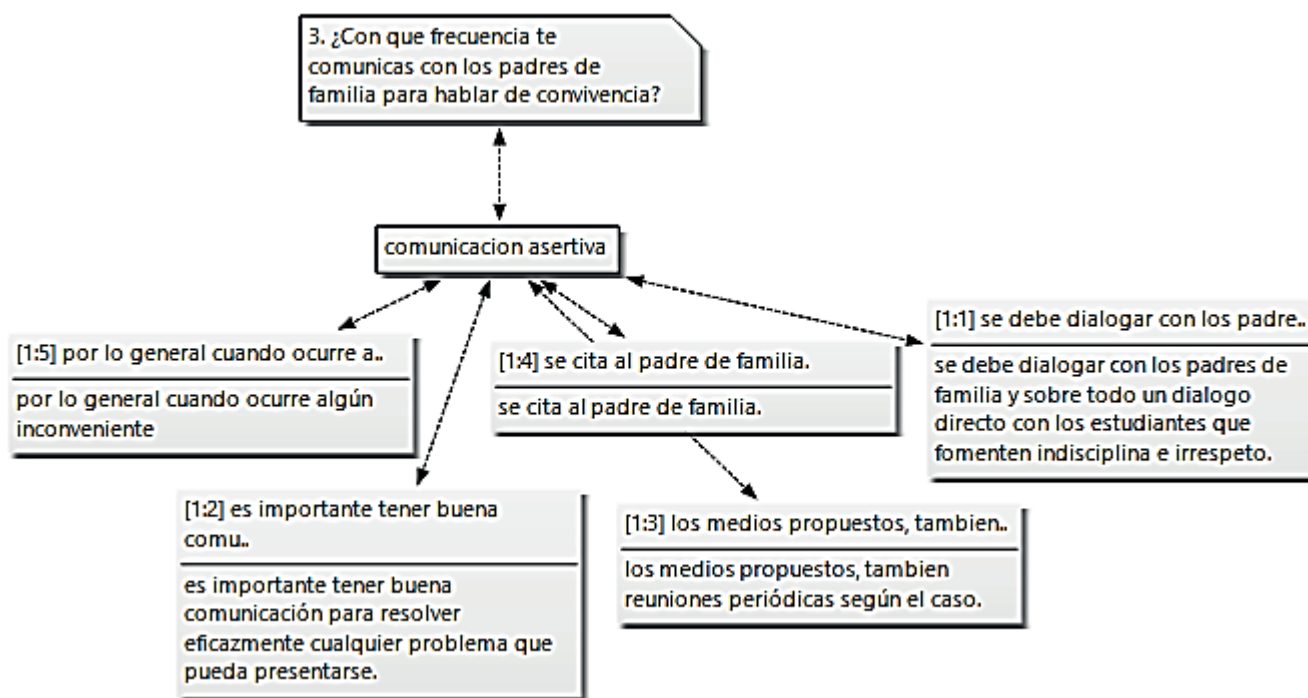 3. ¿Con que frecuencia te
comunicas con los padres de
familia para hablar de convivencia?
comunicacion asertiva
[1:5] por lo general cuando ocurre a..
por lo general cuando ocurre algún
inconveniente
[1:4] se cita al padre de familia.
se cita al padre de familia.
[1:1] se debe dialogar con los padre..
se debe dialogar con los padres de
familia y sobre todo un dialogo
directo con los estudiantes que
fomenten indisciplina e irrespeto.
[1:2] es importante tener buena
comu..
es importante tener buena
comunicación para resolver
eficazmente cualquier problema que
pueda presentarse.
[1:3] los medios propuestos, tambien..
los medios propuestos, tambien
reuniones periódicas según el caso.